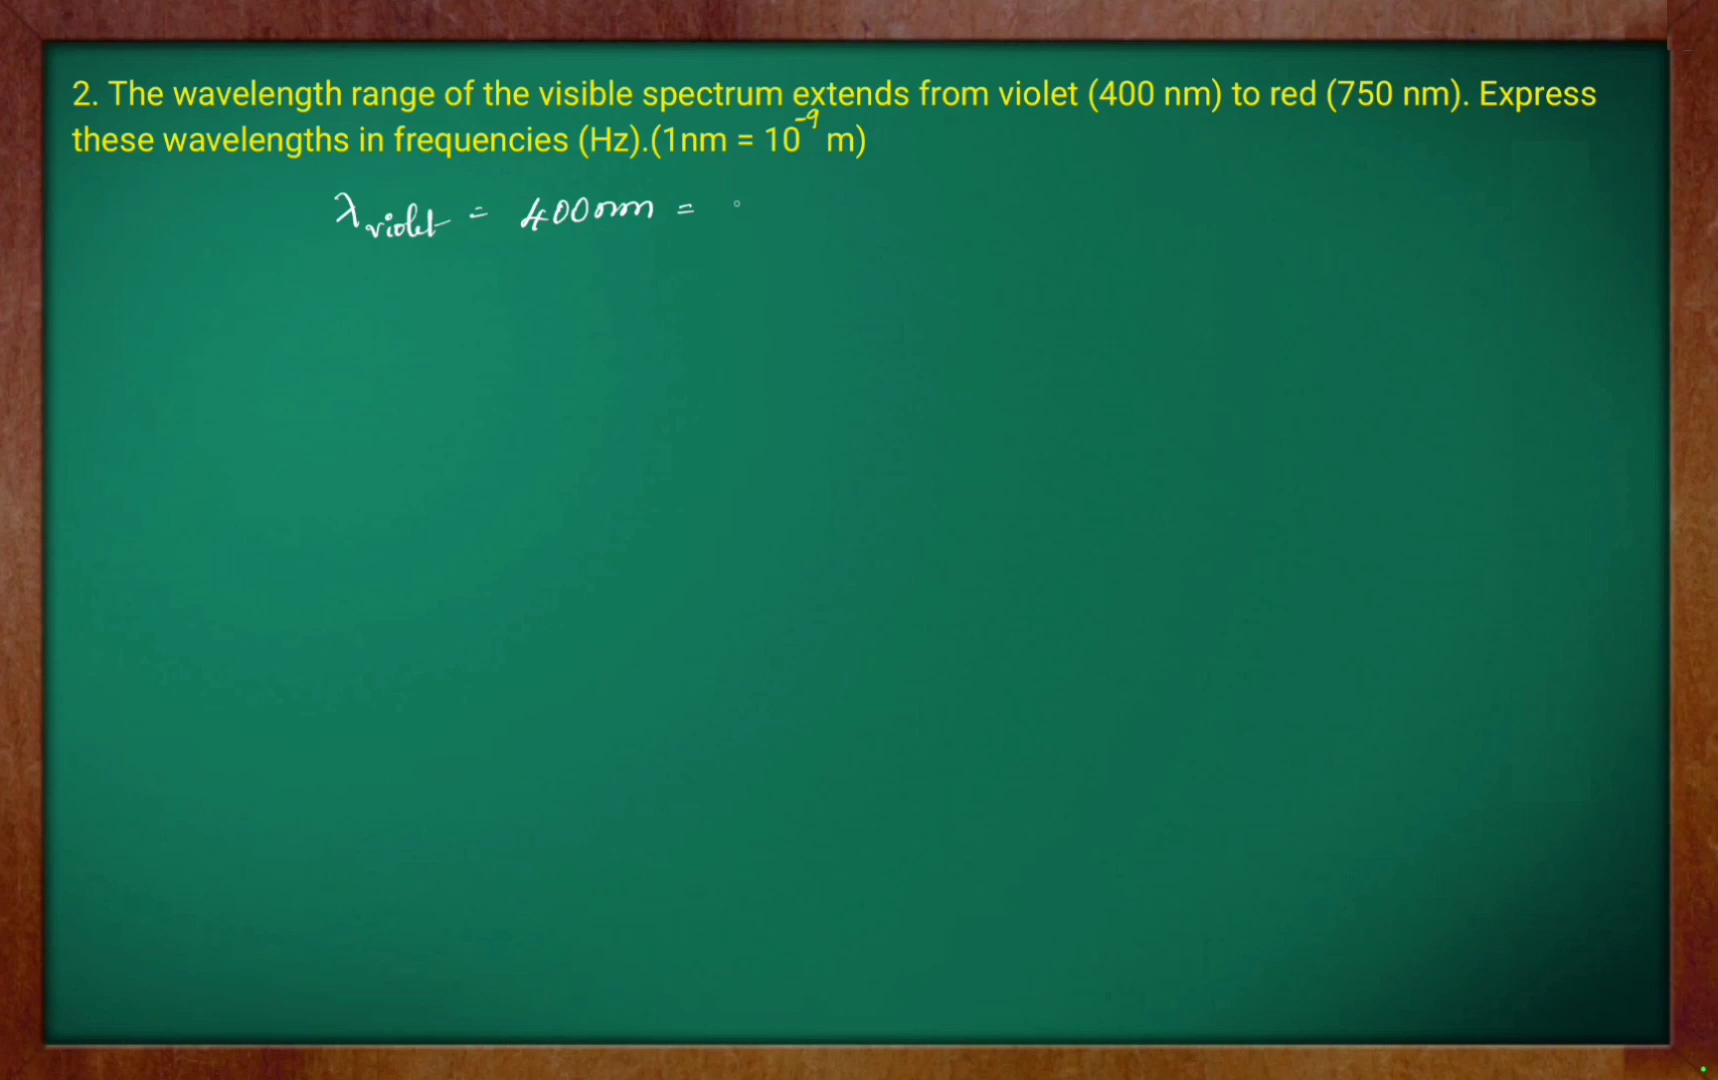 2. The wavelength range of the visible spectrum extends from violet (400 nm) to red (750 nm). Express
these wavelengths in frequencies (Hz).(1nm = 10⁻⁹ m)
λ violet = 400nm =